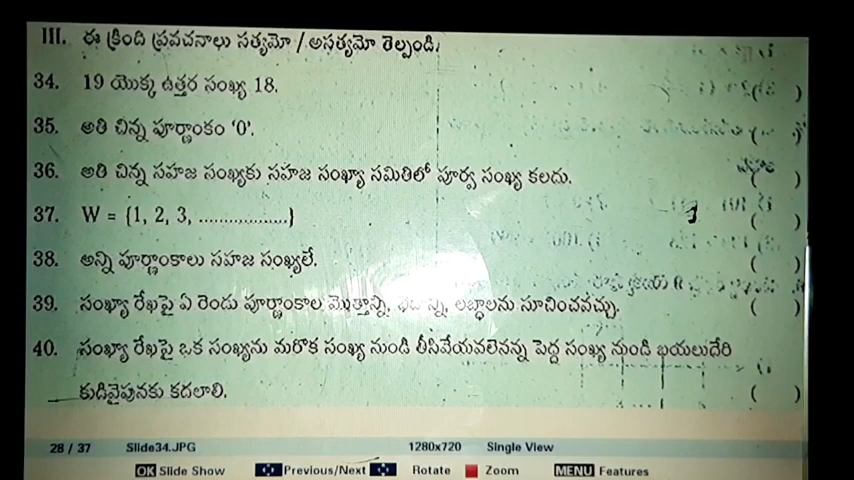 III. ఈ క్రింది ప్రవచనాలు సత్యమో / అసత్యమో తెల్పండి.
34. 19 యొక్క ఉత్తర సంఖ్య 18. ( )
35. అతి చిన్న పూర్ణాంకం ‘0’. ( )
36. అతి చిన్న సహజ సంఖ్యకు సహజ సంఖ్యా సమితిలో పూర్వ సంఖ్య కలదు. ( )
37. W = {1, 2, 3, ..................} ( )
38. అన్ని పూర్ణాంకాలు సహజ సంఖ్యలే. ( )
39. సంఖ్యా రేఖపై ఏ రెండు పూర్ణాంకాల మొత్తాన్ని, లబ్ధాలను సూచించవచ్చు. ( )
40. సంఖ్యా రేఖపై ఒక సంఖ్యను మరొక సంఖ్య నుండి తీసివేయవలెనన్న పెద్ద సంఖ్య నుండి బయలుదేరి
కుడివైపునకు కదలాలి. ( )
28 / 37 Slide34.JPG 1280x720 Single View
OK Slide Show Previous/Next Rotate Zoom MENU Features